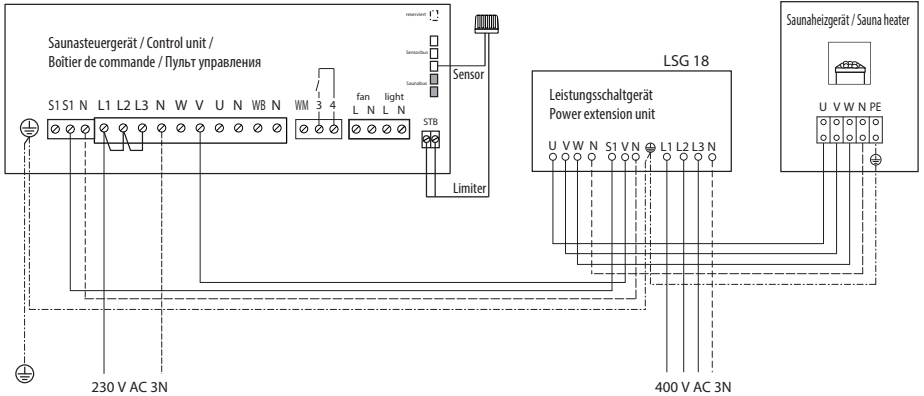 reserviert
Saunasteuergerät / Control unit /
Boîtier de commande / Пульт управления
Sensorbus
Saunabus
Sensor
S1 S1 N L1 L2 L3 N W V U N WB N WM 3 4
fan light
L N L N
STB
Limiter
LSG 18
Leistungsschaltgerät
Power extension unit
U V W N S1 V N L1 L2 L3 N
Saunaheizgerät / Sauna heater
U V W N PE
230 V AC 3N
400 V AC 3N